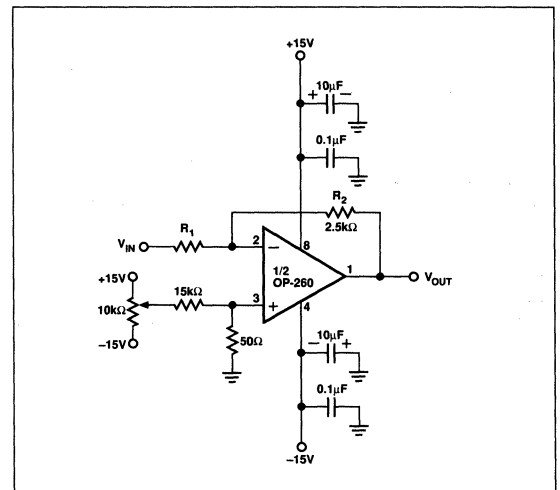 +15V
+ 10µF −
0.1µF
R2
2.5kΩ
R1
VIN
2
−
8
1/2
OP-260
1
VOUT
+15V
15kΩ
3
+
4
10kΩ
−15V
50Ω
− 10µF +
0.1µF
−15V